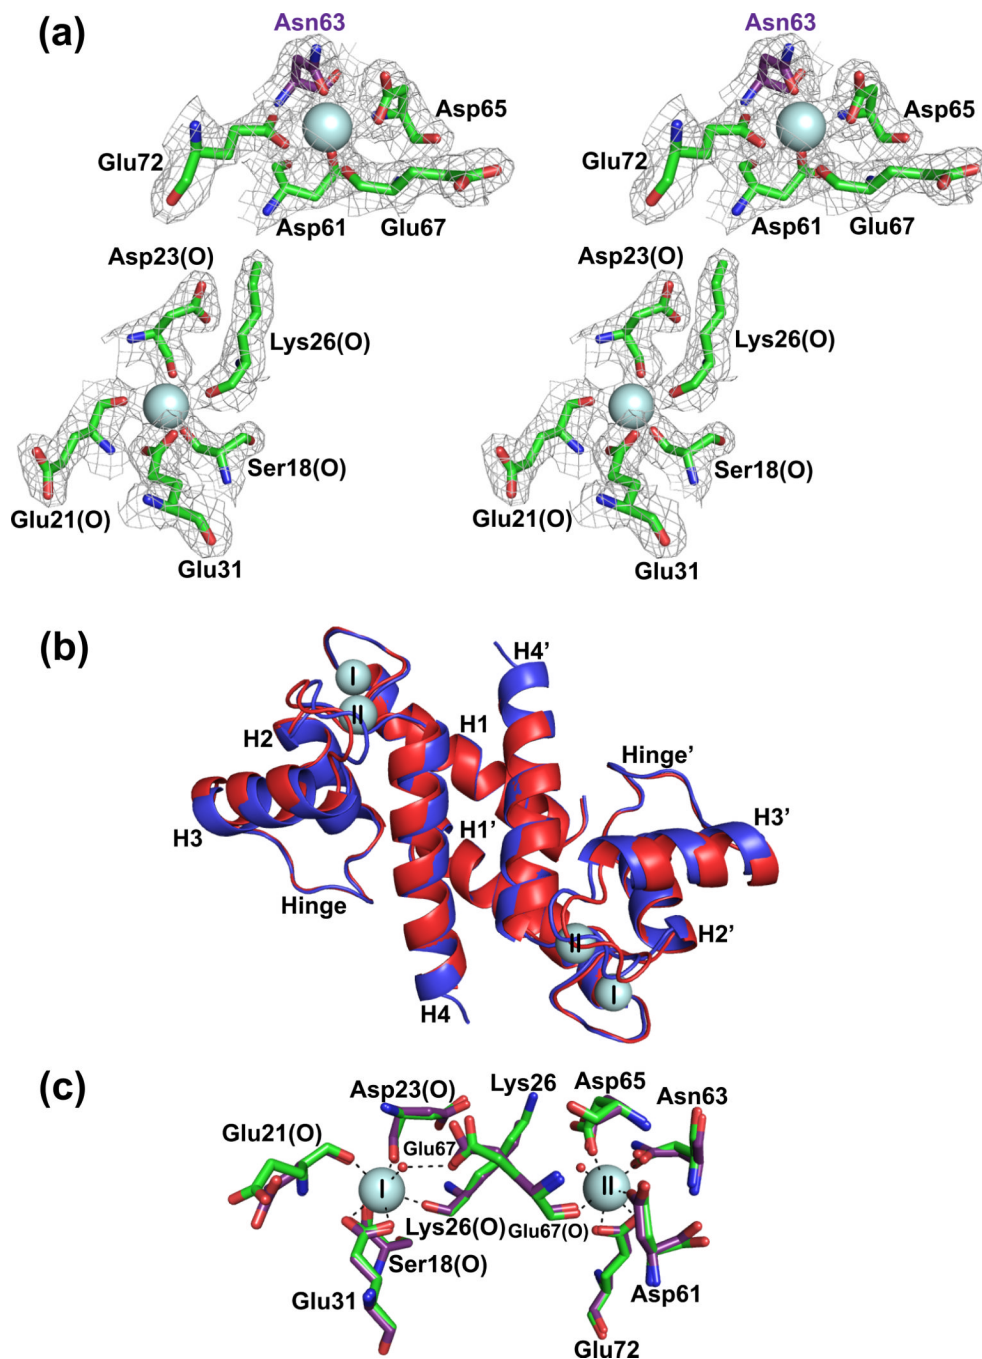 (a)
Asn63 Asn63
Asp65 Asp65
Glu72 Glu72
Asp61 Glu67 Asp61 Glu67
Asp23(O) Asp23(O)
Lys26(O) Lys26(O)
Ser18(O) Ser18(O)
Glu21(O) Glu21(O)
Glu31 Glu31
(b)
H4'
I
II
H2 H1 Hinge'
H3 H1' H3'
Hinge
II H2'
I
H4
(c)
Asp23(O) Lys26 Asp65 Asn63
Glu21(O) Glu67
I II
Lys26(O) Glu67(O)
Ser18(O)
Glu31 Asp61
Glu72